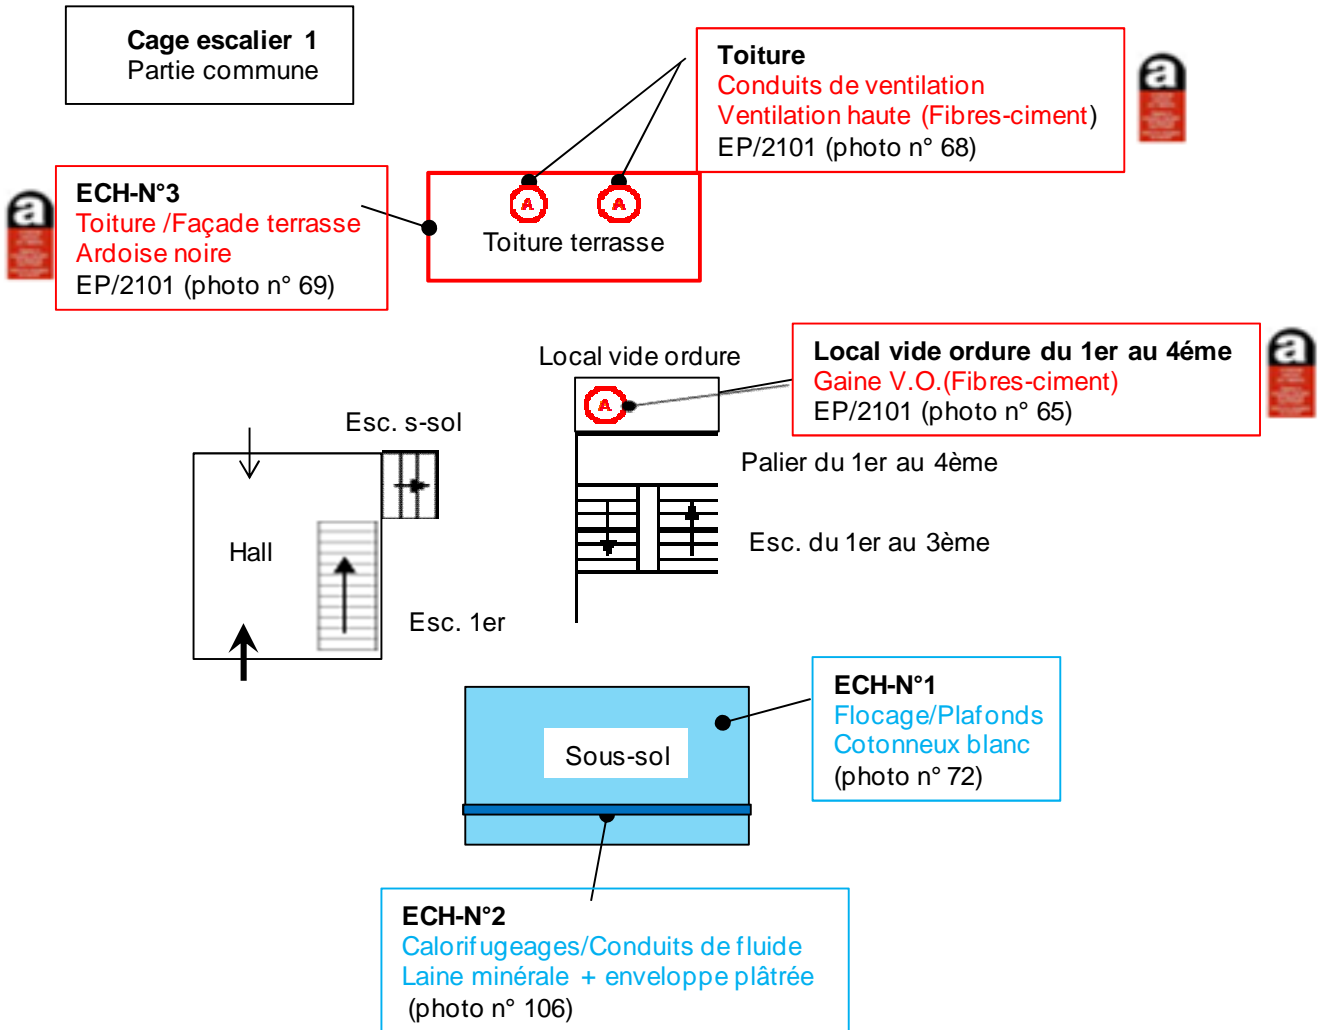 Cage escalier 1
Partie commune
Toiture
Conduits de ventilation
Ventilation haute (Fibres-ciment)
EP/2101 (photo n° 68)
a
ECH-N°3
Toiture /Façade terrasse
Ardoise noire
EP/2101 (photo n° 69)
a
A
A
Toiture terrasse
Local vide ordure
A
Local vide ordure du 1er au 4éme
Gaine V.O.(Fibres-ciment)
EP/2101 (photo n° 65)
a
Esc. s-sol
Palier du 1er au 4ème
Hall
Esc. du 1er au 3ème
Esc. 1er
Sous-sol
ECH-N°1
Flocage/Plafonds
Cotonneux blanc
(photo n° 72)
ECH-N°2
Calorifugeages/Conduits de fluide
Laine minérale + enveloppe plâtrée
(photo n° 106)